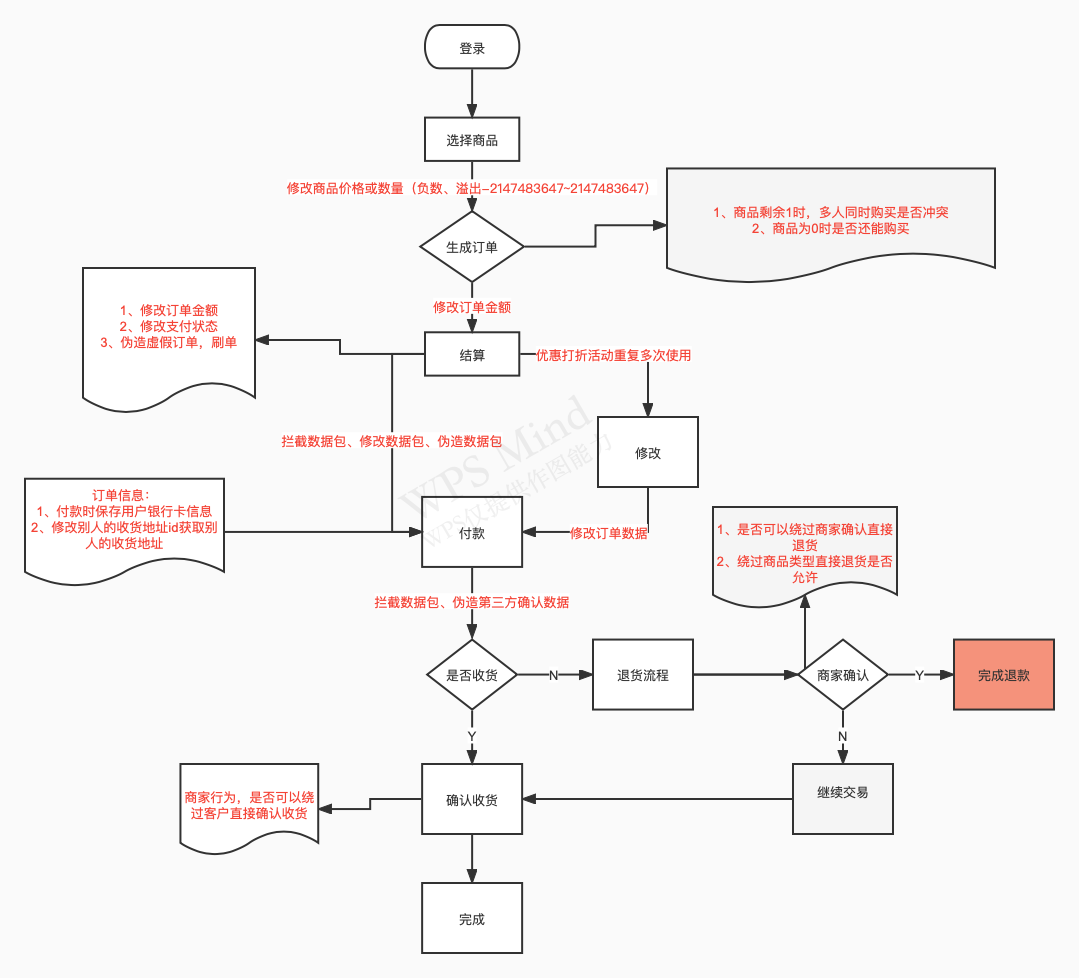 登录
选择商品
修改商品价格或数量（负数、溢出-2147483647~2147483647）
1、商品剩余1时，多人同时购买是否冲突
2、商品为0时是否还能购买
生成订单
修改订单金额
1、修改订单金额
2、修改支付状态
3、伪造虚假订单，刷单
结算
优惠打折活动重复多次使用
拦截数据包、修改数据包、伪造数据包
修改
WPS Mind
WPS仅提供作图能力
订单信息：
1、付款时保存用户银行卡信息
2、修改别人的收货地址id获取别
人的收货地址
付款
修改订单数据
1、是否可以绕过商家确认直接
退货
2、绕过商品类型直接退货是否
允许
拦截数据包、伪造第三方确认数据
是否收货
N
退货流程
商家确认
Y
完成退款
Y
N
商家行为，是否可以绕
过客户直接确认收货
确认收货
继续交易
完成